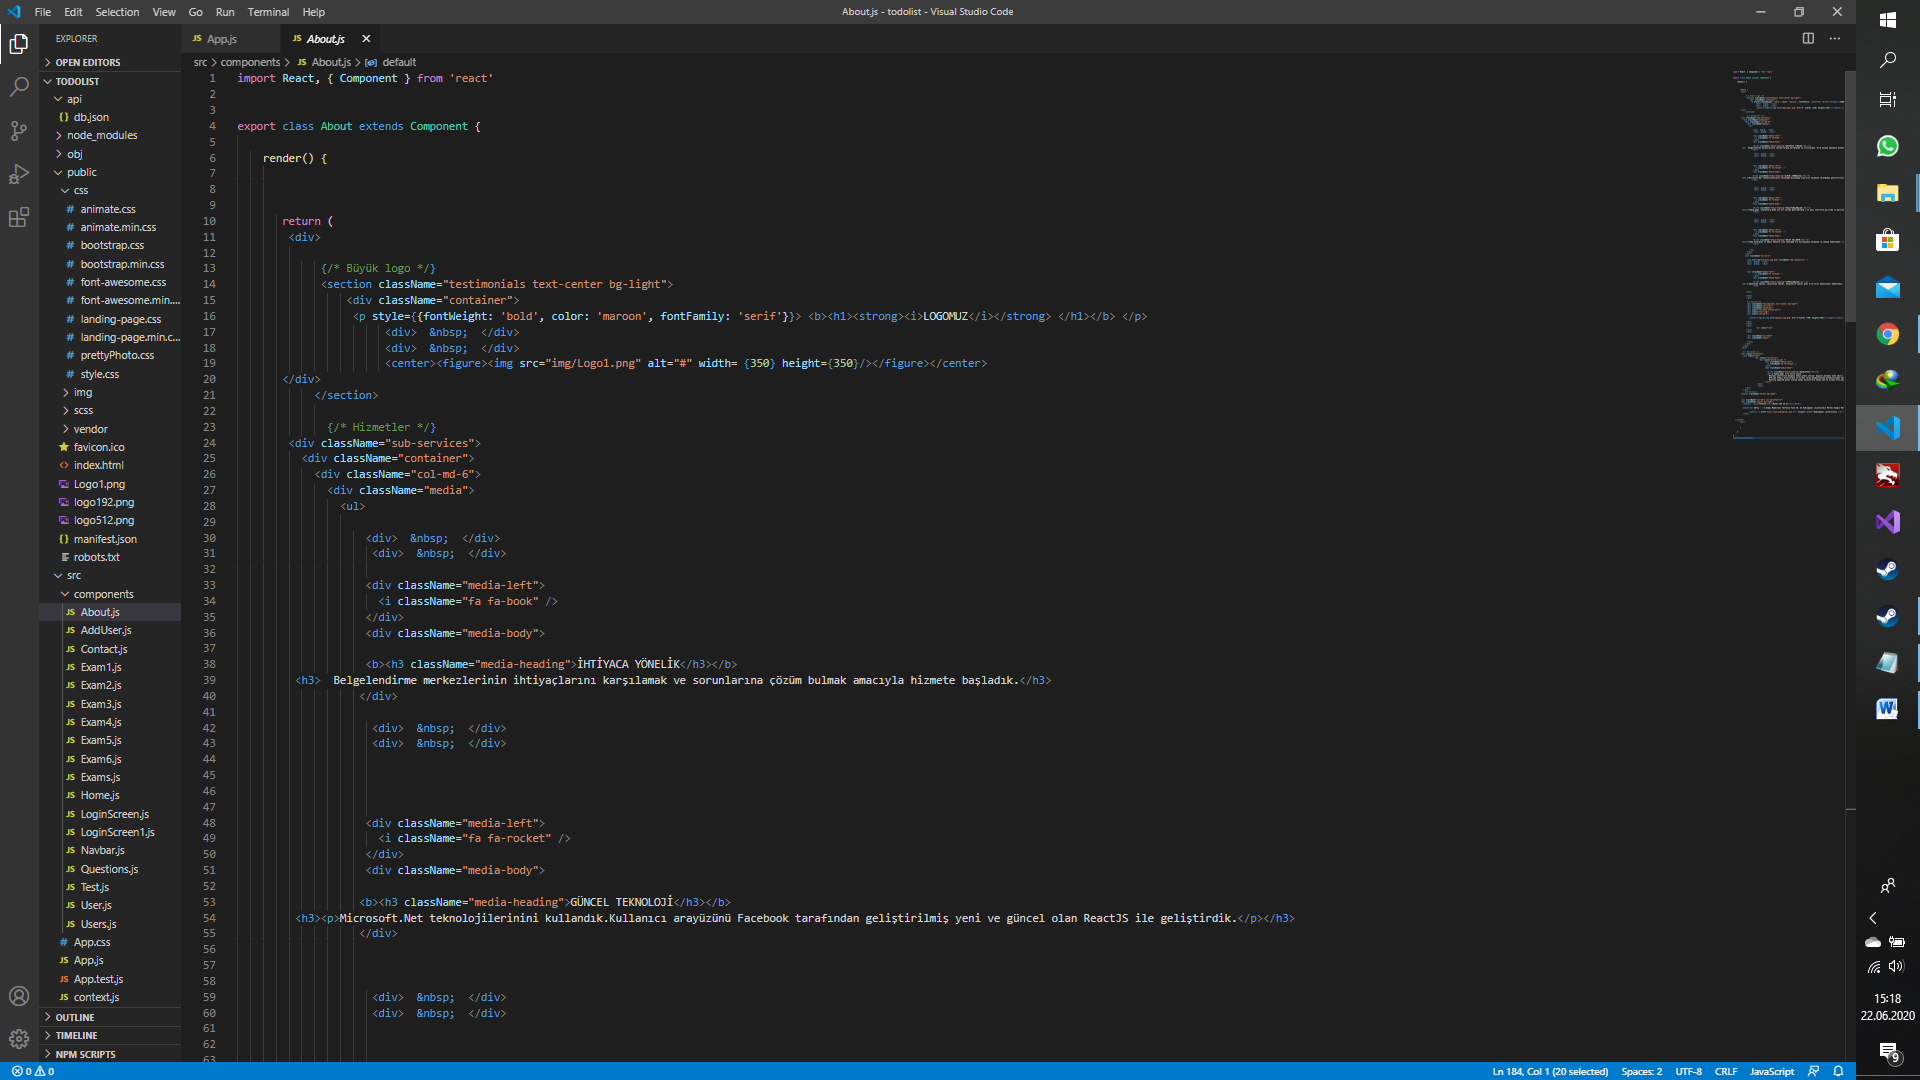 File Edit Selection View Go Run Terminal Help
About.js - todolist - Visual Studio Code
EXPLORER
OPEN EDITORS
TODOLIST
api
db.json
node_modules
obj
public
css
animate.css
animate.min.css
bootstrap.css
bootstrap.min.css
font-awesome.css
font-awesome.min....
landing-page.css
landing-page.min.c...
prettyPhoto.css
style.css
img
scss
vendor
favicon.ico
index.html
Logo1.png
logo192.png
logo512.png
manifest.json
robots.txt
src
components
About.js
AddUser.js
Contact.js
Exam1.js
Exam2.js
Exam3.js
Exam4.js
Exam5.js
Exam6.js
Exams.js
Home.js
LoginScreen.js
LoginScreen1.js
Navbar.js
Questions.js
Test.js
User.js
Users.js
App.css
App.js
App.test.js
context.js
OUTLINE
TIMELINE
NPM SCRIPTS
JS App.js JS About.js
src > components > JS About.js > default
1 import React, { Component } from 'react'
2
3
4 export class About extends Component {
5
6 render() {
7
8
9
10 return (
11 <div>
12
13 {/* Büyük logo */}
14 <section className="testimonials text-center bg-light">
15 <div className="container">
16 <p style={{fontWeight: 'bold', color: 'maroon', fontFamily: 'serif'}}> <b><h1><strong><i>LOGOMUZ</i></strong> </h1></b> </p>
17 <div> &nbsp; </div>
18 <div> &nbsp; </div>
19 <center><figure><img src="img/Logo1.png" alt="#" width= {350} height={350}/></figure></center>
20 </div>
21 </section>
22
23 {/* Hizmetler */}
24 <div className="sub-services">
25 <div className="container">
26 <div className="col-md-6">
27 <div className="media">
28 <ul>
29
30 <div> &nbsp; </div>
31 <div> &nbsp; </div>
32
33 <div className="media-left">
34 <i className="fa fa-book" />
35 </div>
36 <div className="media-body">
37
38 <b><h3 className="media-heading">İHTİYACA YÖNELİK</h3></b>
39 <h3> Belgelendirme merkezlerinin ihtiyaçlarını karşılamak ve sorunlarına çözüm bulmak amacıyla hizmete başladık.</h3>
40 </div>
41
42 <div> &nbsp; </div>
43 <div> &nbsp; </div>
44
45
46
47
48 <div className="media-left">
49 <i className="fa fa-rocket" />
50 </div>
51 <div className="media-body">
52
53 <b><h3 className="media-heading">GÜNCEL TEKNOLOJİ</h3></b>
54 <h3><p>Microsoft.Net teknolojilerinini kullandık.Kullanıcı arayüzünü Facebook tarafından geliştirilmiş yeni ve güncel olan ReactJS ile geliştirdik.</p></h3>
55 </div>
56
57
58
59 <div> &nbsp; </div>
60 <div> &nbsp; </div>
61
62
63
0 0
Ln 184, Col 1 (20 selected) Spaces: 2 UTF-8 CRLF JavaScript
15:18
22.06.2020
9